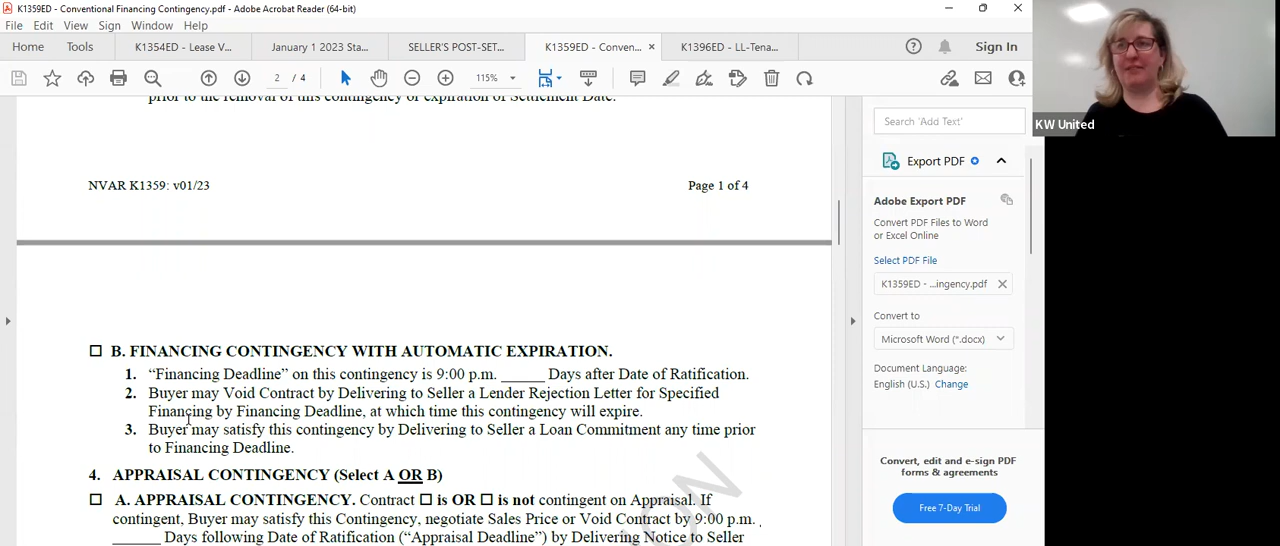 K1359ED - Conventional Financing Contingency.pdf - Adobe Acrobat Reader (64-bit)
File Edit View Sign Window Help
Home Tools K1354ED - Lease V... January 1 2023 Sta... SELLER'S POST-SET... K1359ED - Conven... K1396ED - LL-Tena... Sign In
2 / 4 115%
prior to the removal of this contingency or expiration of Settlement Date.
NVAR K1359: v01/23 Page 1 of 4
B. FINANCING CONTINGENCY WITH AUTOMATIC EXPIRATION.
1. “Financing Deadline” on this contingency is 9:00 p.m. ______ Days after Date of Ratification.
2. Buyer may Void Contract by Delivering to Seller a Lender Rejection Letter for Specified
Financing by Financing Deadline, at which time this contingency will expire.
3. Buyer may satisfy this contingency by Delivering to Seller a Loan Commitment any time prior
to Financing Deadline.
4. APPRAISAL CONTINGENCY (Select A OR B)
A. APPRAISAL CONTINGENCY. Contract ☐ is OR ☐ is not contingent on Appraisal. If
contingent, Buyer may satisfy this Contingency, negotiate Sales Price or Void Contract by 9:00 p.m.
______ Days following Date of Ratification (“Appraisal Deadline”) by Delivering Notice to Seller
Search 'Add Text'
Export PDF
Adobe Export PDF
Convert PDF Files to Word
or Excel Online
Select PDF File
K1359ED - ...ingency.pdf
Convert to
Microsoft Word (*.docx)
Document Language:
English (U.S.) Change
Convert, edit and e-sign PDF
forms & agreements
Free 7-Day Trial
KW United